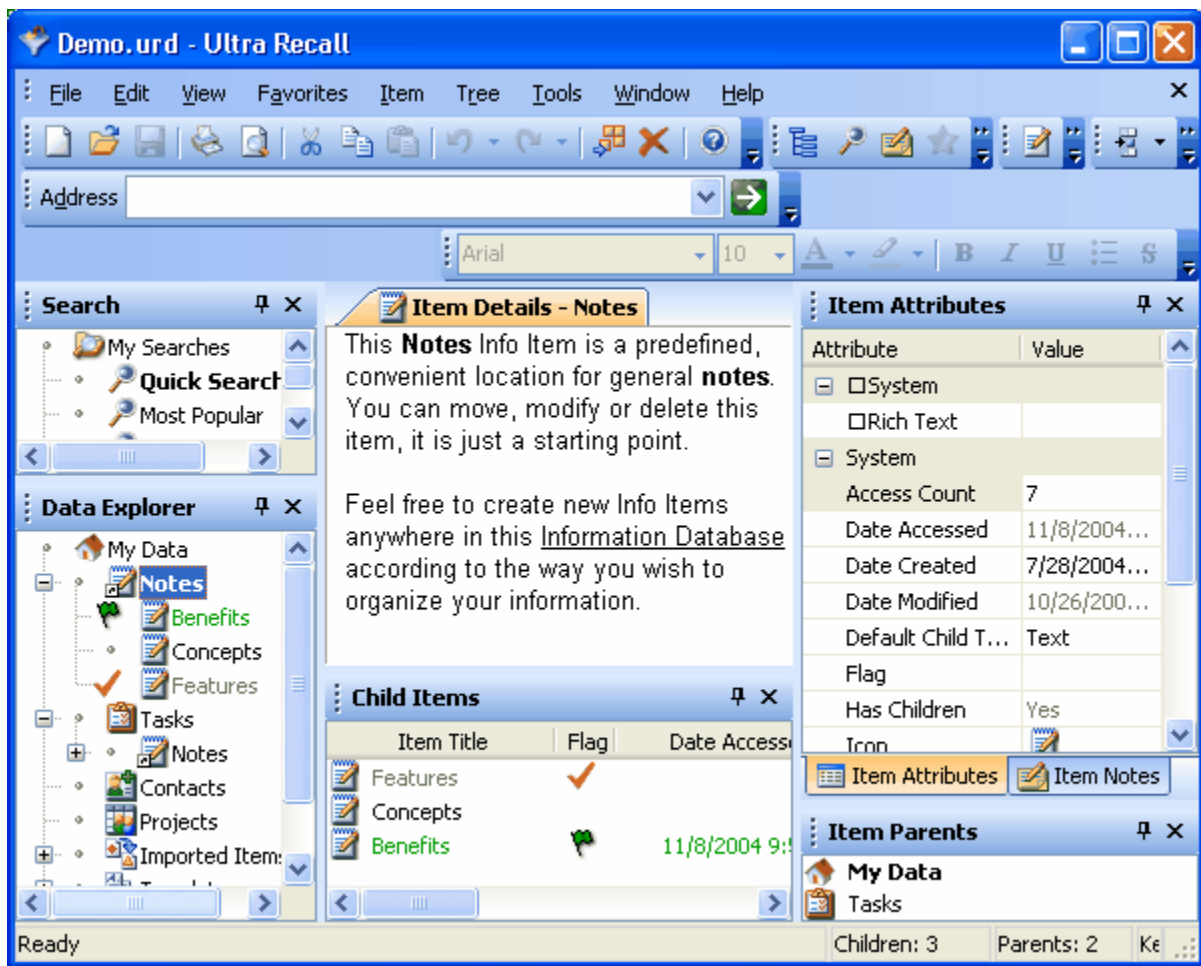 Demo.urd - Ultra Recall
File Edit View Favorites Item Tree Tools Window Help
Address
Arial 10 A B I U S
Search
My Searches
Quick Search
Most Popular
Data Explorer
My Data
Notes
Benefits
Concepts
Features
Tasks
Notes
Contacts
Projects
Imported Items
Item Details - Notes
This Notes Info Item is a predefined,
convenient location for general notes.
You can move, modify or delete this
item, it is just a starting point.
Feel free to create new Info Items
anywhere in this Information Database
according to the way you wish to
organize your information.
Child Items
Item Title Flag Date Access
Features
Concepts
Benefits 11/8/2004 9:5
Item Attributes
Attribute Value
System
Rich Text
System
Access Count 7
Date Accessed 11/8/2004...
Date Created 7/28/2004...
Date Modified 10/26/200...
Default Child T... Text
Flag
Has Children Yes
Icon
Item Attributes Item Notes
Item Parents
My Data
Tasks
Ready Children: 3 Parents: 2 Ke